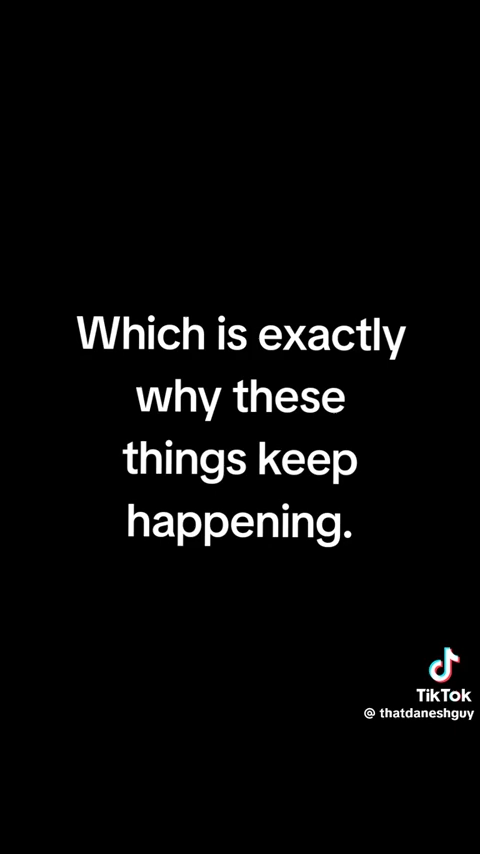 Which is exactly
why these
things keep
happening.
TikTok
@ thatdaneshguy